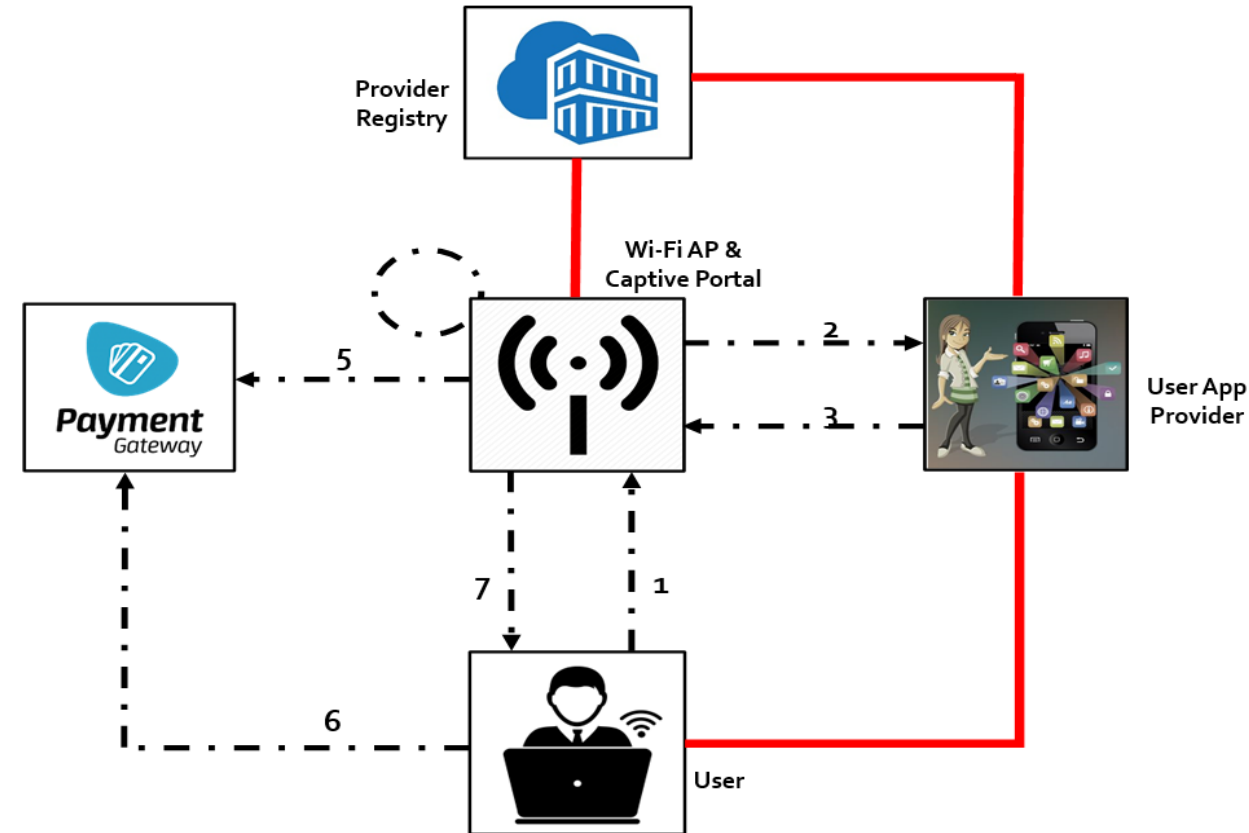 Provider
Registry
Wi-Fi AP &
Captive Portal
2
5
User App
Provider
Payment
Gateway
3
7
1
6
User